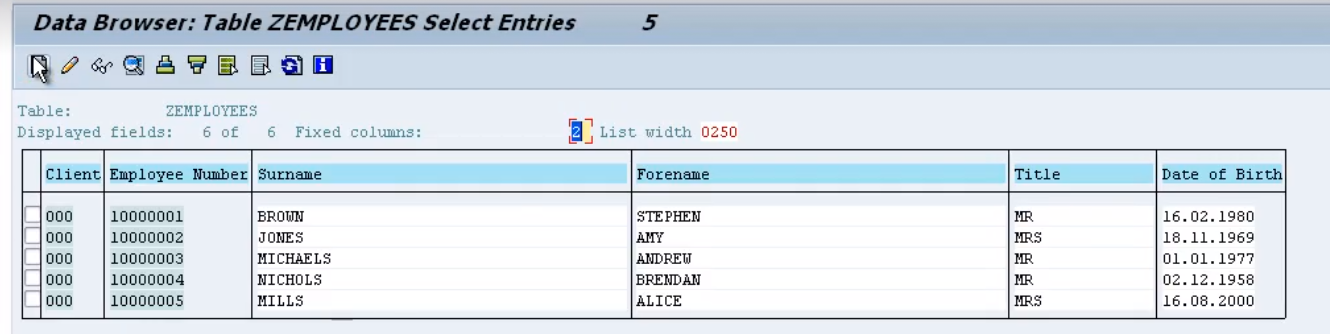 Data Browser: Table ZEMPLOYEES Select Entries 5
Table: ZEMPLOYEES
Displayed fields: 6 of 6 Fixed columns: 2 List width 0250
Client Employee Number Surname Forename Title Date of Birth
000 10000001 BROWN STEPHEN MR 16.02.1980
000 10000002 JONES AMY MRS 18.11.1969
000 10000003 MICHAELS ANDREW MR 01.01.1977
000 10000004 NICHOLS BRENDAN MR 02.12.1958
000 10000005 MILLS ALICE MRS 16.08.2000